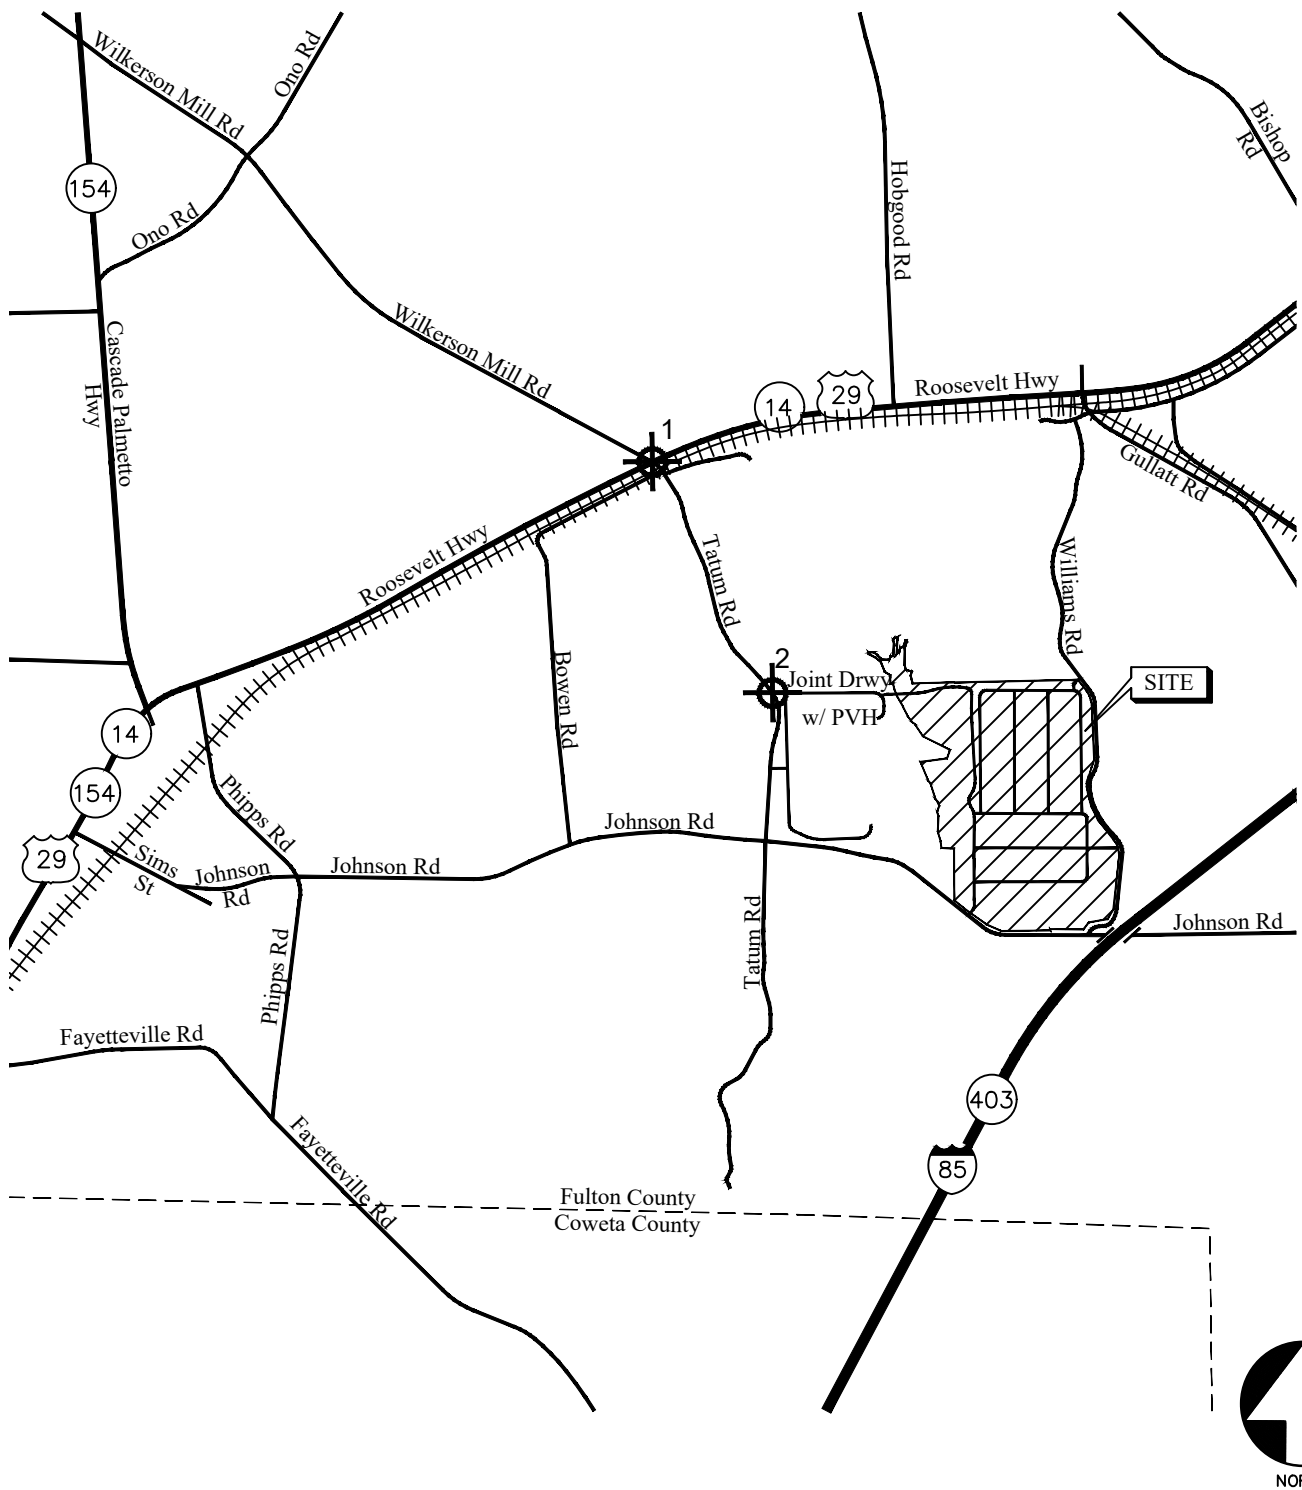 Wilkerson Mill Rd
Ono Rd
Bishop
Rd
154
Hobgood Rd
Ono Rd
Wilkerson Mill Rd
Cascade Palmetto
Hwy
14
29
Roosevelt Hwy
1
Gullatt Rd
Roosevelt Hwy
Tatum Rd
Williams Rd
Bowen Rd
2
Joint Drwy
w/ PVH
SITE
14
154
29
Phipps Rd
Johnson Rd
Sims
St
Johnson
Rd
Johnson Rd
Tatum Rd
Johnson Rd
Phipps Rd
Fayetteville Rd
403
Fayetteville Rd
85
Fulton County
Coweta County